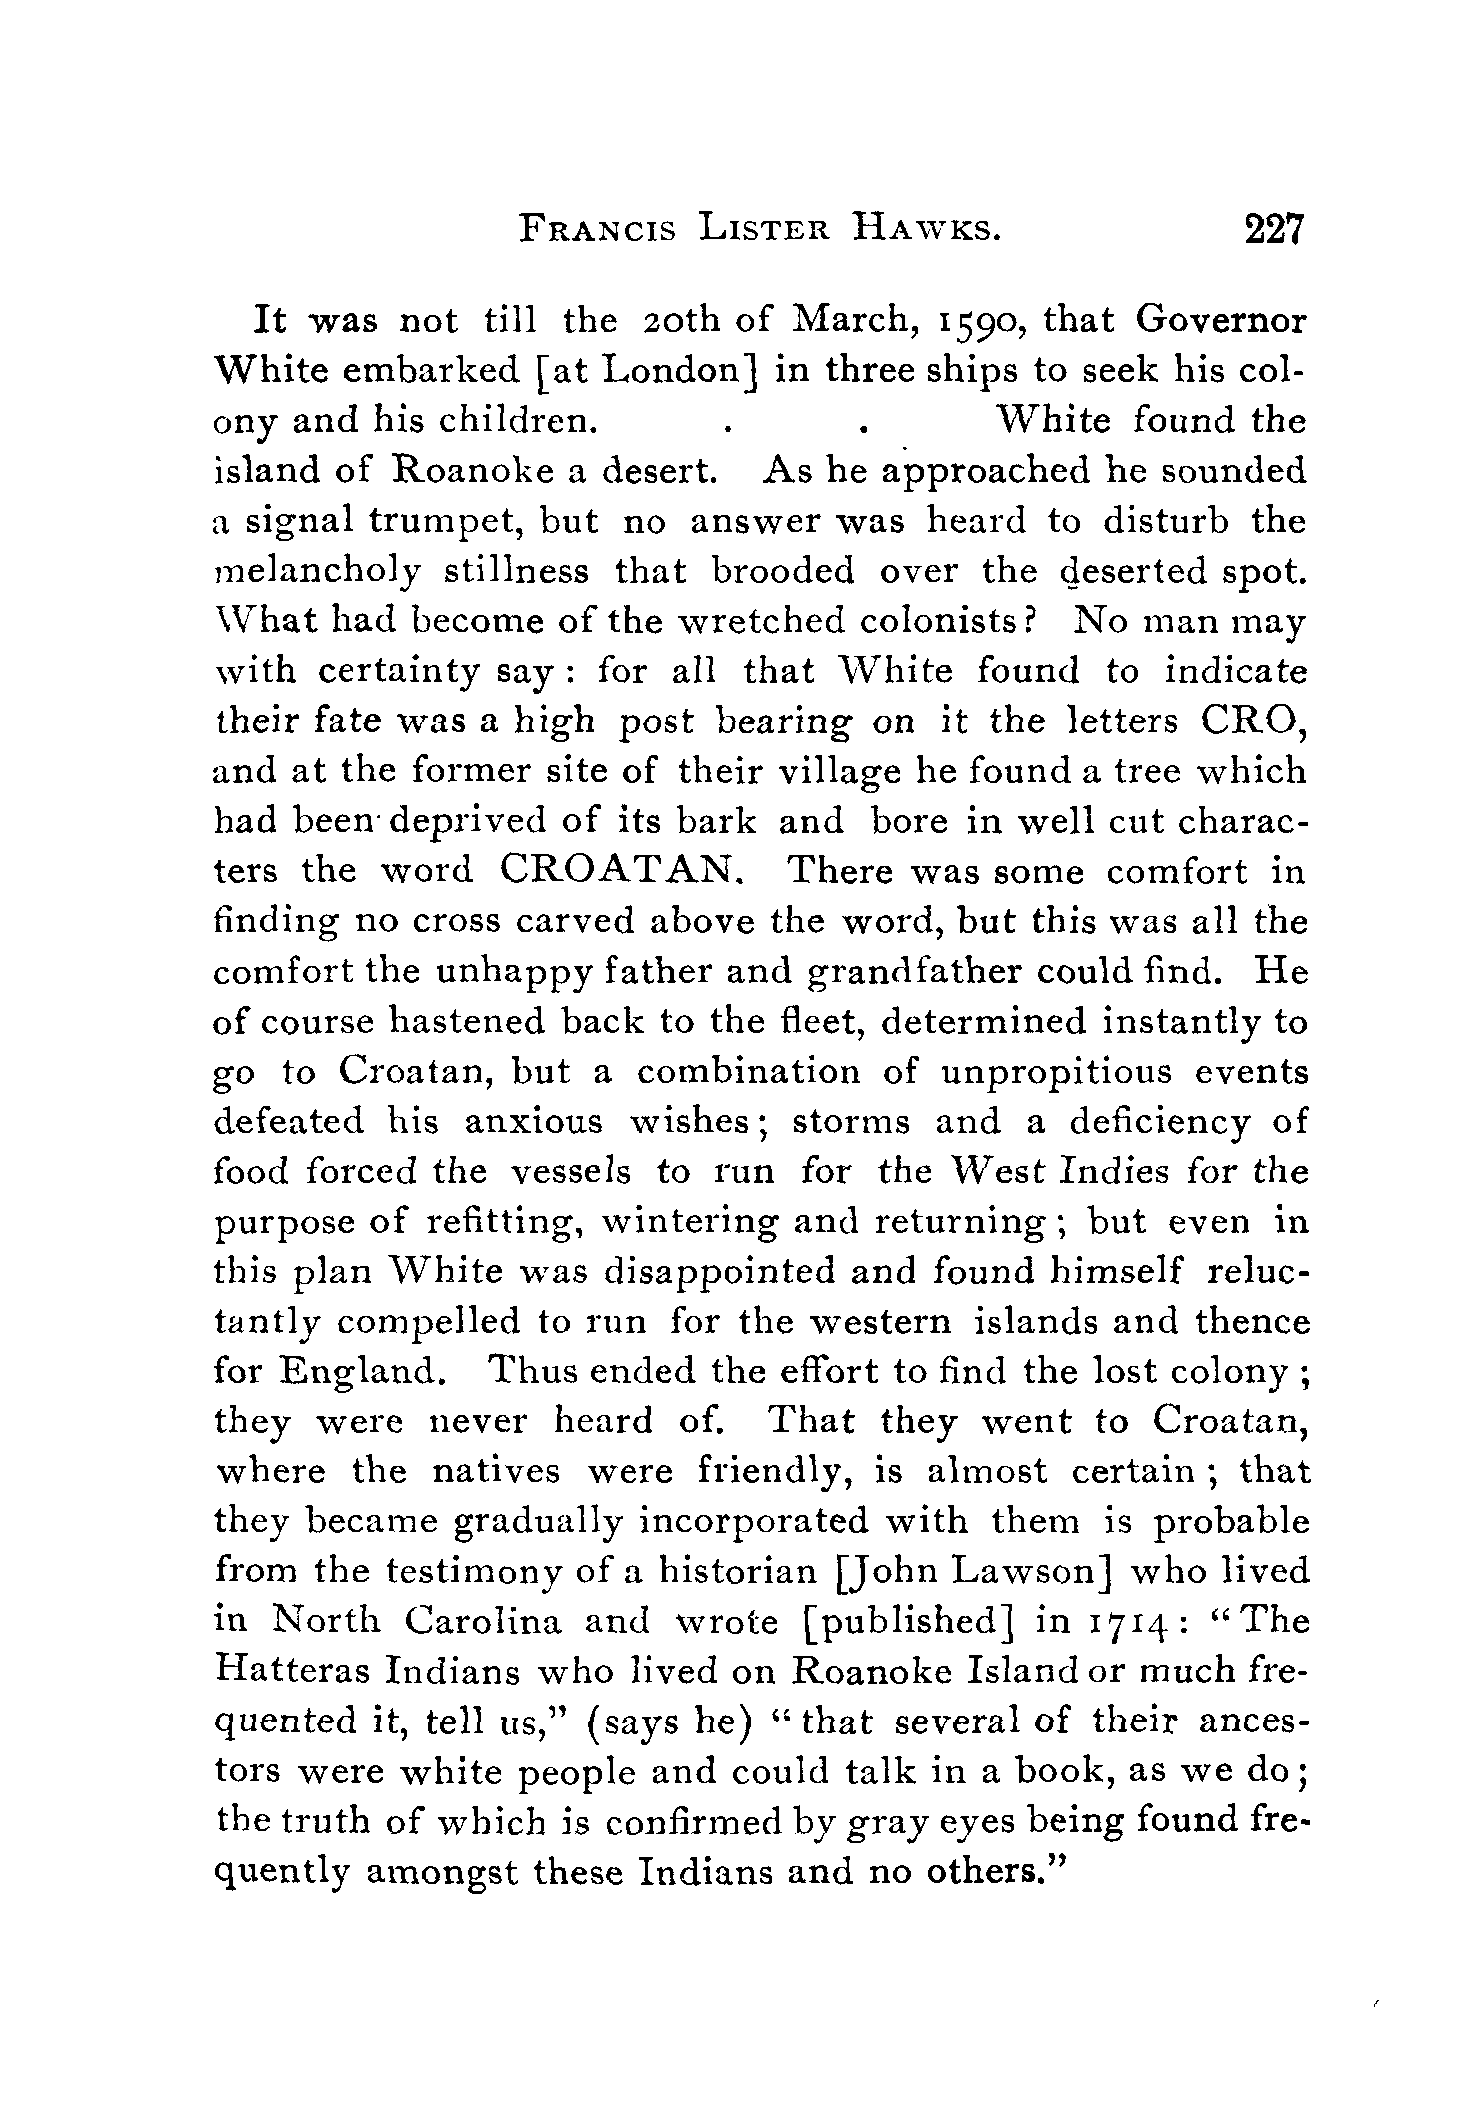 FRANCIS LISTER HAWKS. 227
It was not till the 20th of March, 1590, that Governor
White embarked [at London] in three ships to seek his col-
ony and his children. . . White found the
island of Roanoke a desert. As he approached he sounded
a signal trumpet, but no answer was heard to disturb the
melancholy stillness that brooded over the deserted spot.
What had become of the wretched colonists? No man may
with certainty say : for all that White found to indicate
their fate was a high post bearing on it the letters CRO,
and at the former site of their village he found a tree which
had been deprived of its bark and bore in well cut charac-
ters the word CROATAN. There was some comfort in
finding no cross carved above the word, but this was all the
comfort the unhappy father and grandfather could find. He
of course hastened back to the fleet, determined instantly to
go to Croatan, but a combination of unpropitious events
defeated his anxious wishes; storms and a deficiency of
food forced the vessels to run for the West Indies for the
purpose of refitting, wintering and returning ; but even in
this plan White was disappointed and found himself reluc-
tantly compelled to run for the western islands and thence
for England. Thus ended the effort to find the lost colony ;
they were never heard of. That they went to Croatan,
where the natives were friendly, is almost certain ; that
they became gradually incorporated with them is probable
from the testimony of a historian [John Lawson] who lived
in North Carolina and wrote [published] in 1714 : “ The
Hatteras Indians who lived on Roanoke Island or much fre-
quented it, tell us,” (says he) “ that several of their ances-
tors were white people and could talk in a book, as we do ;
the truth of which is confirmed by gray eyes being found fre-
quently amongst these Indians and no others.”